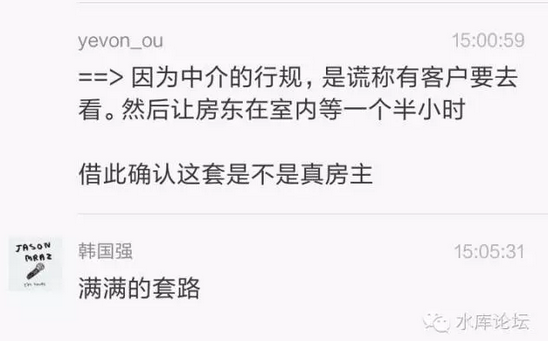 yevon_ou 15:00:59
==> 因为中介的行规，是谎称有客户要去
看。然后让房东在室内等一个半小时
借此确认这套是不是真房主
JASON
MRAZ
韩国强 15:05:31
满满的套路
水库论坛